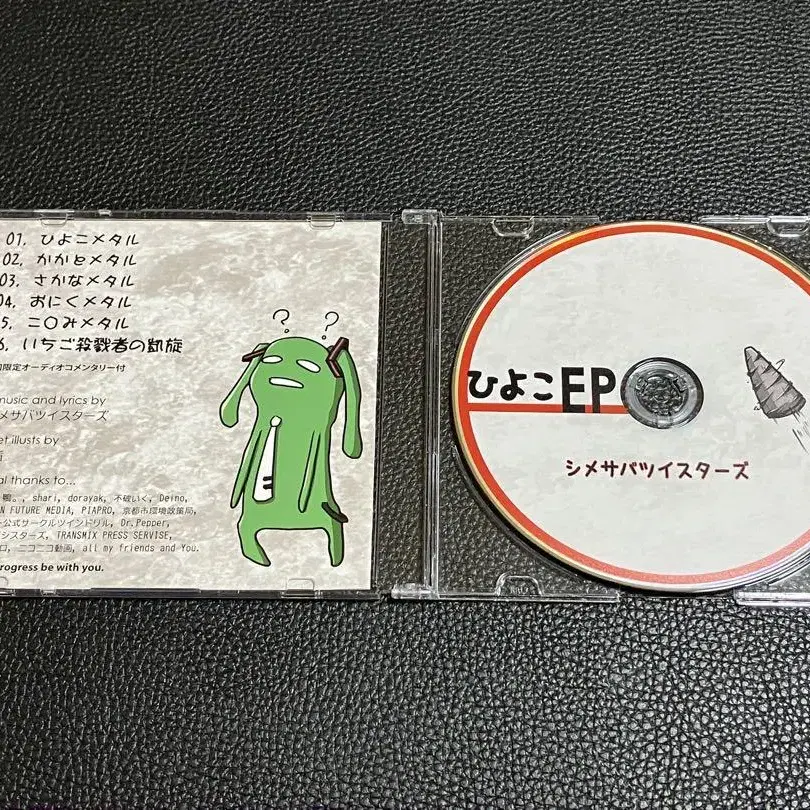 01. ひよこメタル
02. かかとメタル
03. さかなメタル
04. おにくメタル
5. ニ〇みメタル
6. いちご殺戮者の凱旋
限定オーディオコメンタリー付
music and lyrics by
メサバツイスターズ
et illusts by
al thanks to...
鴨。, shari, dorayak, 不破いく, Deino,
N FUTURE MEDIA, PIAPRO, 京都市環境政策局,
公式サークルツインドリル, Dr.Pepper,
シスターズ, TRANSMIX PRESS SERVISE,
ロ, ニコニコ動画, all my friends and You.
rogress be with you.
? ?
ひよこEP
シメサバツイスターズ